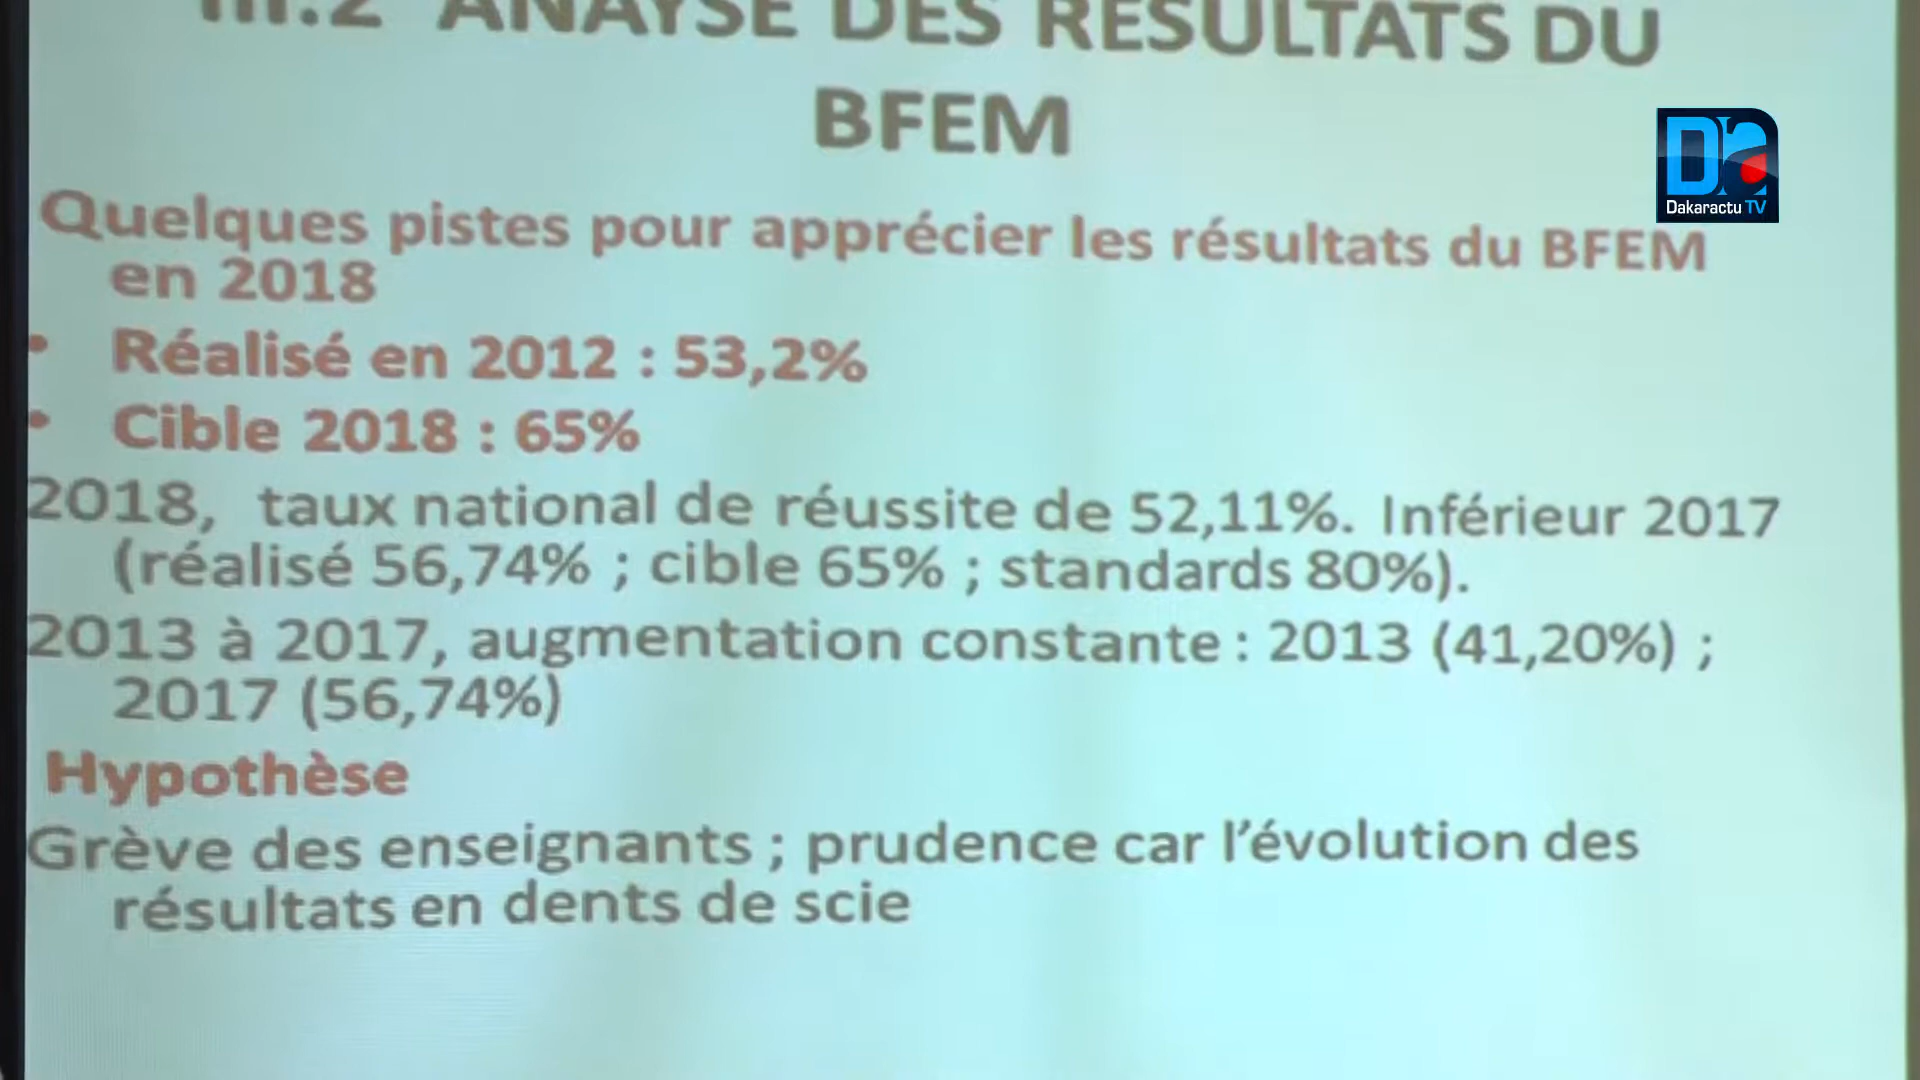 III.2 ANAYSE DES RESULTATS DU
BFEM
Dakaractu TV
Quelques pistes pour apprécier les résultats du BFEM
en 2018
• Réalisé en 2012 : 53,2%
• Cible 2018 : 65%
2018, taux national de réussite de 52,11%. Inférieur 2017
(réalisé 56,74% ; cible 65% ; standards 80%).
2013 à 2017, augmentation constante : 2013 (41,20%) ;
2017 (56,74%)
Hypothèse
Grève des enseignants ; prudence car l'évolution des
résultats en dents de scie